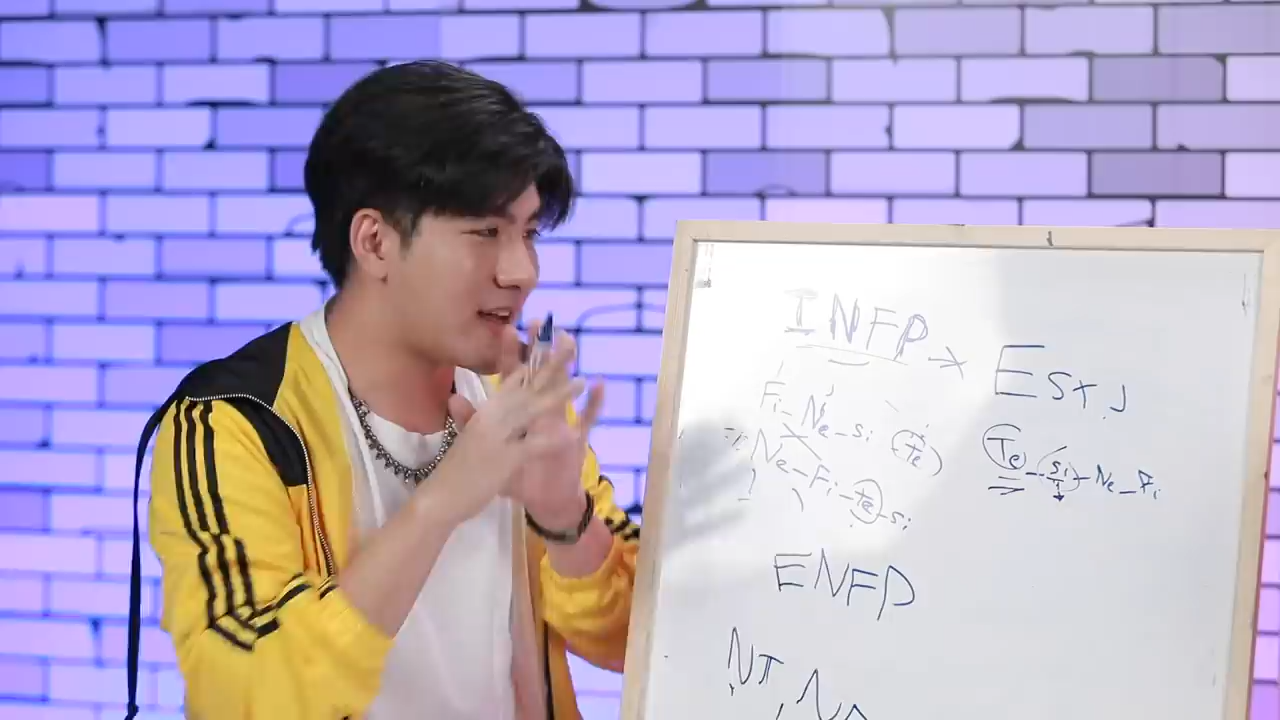 INFP → ESTJ
Fi-Ne-Si Te
Ne-Fi-Te-Si
Te-Si-Ne-Fi
ENFP
NT